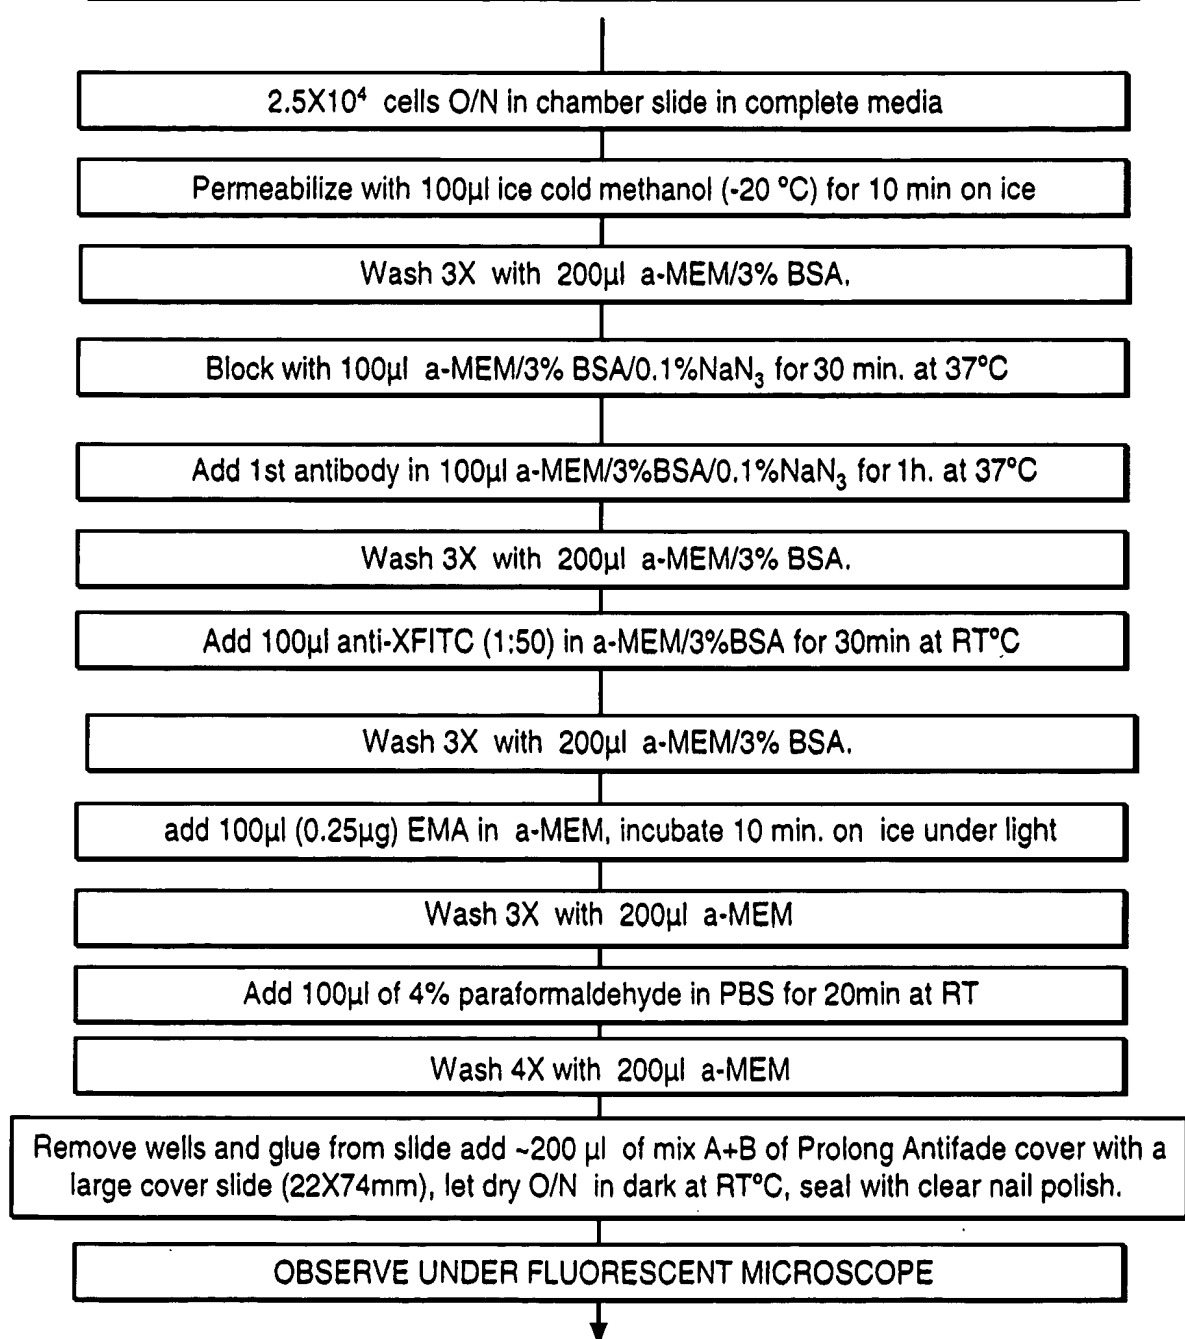 2.5X10⁴ cells O/N in chamber slide in complete media
Permeabilize with 100µl ice cold methanol (-20 ºC) for 10 min on ice
Wash 3X with 200µl a-MEM/3% BSA.
Block with 100µl a-MEM/3% BSA/0.1%NaN₃ for 30 min. at 37ºC
Add 1st antibody in 100µl a-MEM/3%BSA/0.1%NaN₃ for 1h. at 37ºC
Wash 3X with 200µl a-MEM/3% BSA.
Add 100µl anti-XFITC (1:50) in a-MEM/3%BSA for 30min at RTºC
Wash 3X with 200µl a-MEM/3% BSA.
add 100µl (0.25µg) EMA in a-MEM, incubate 10 min. on ice under light
Wash 3X with 200µl a-MEM
Add 100µl of 4% paraformaldehyde in PBS for 20min at RT
Wash 4X with 200µl a-MEM
Remove wells and glue from slide add ~200 µl of mix A+B of Prolong Antifade cover with a
large cover slide (22X74mm), let dry O/N in dark at RTºC, seal with clear nail polish.
OBSERVE UNDER FLUORESCENT MICROSCOPE